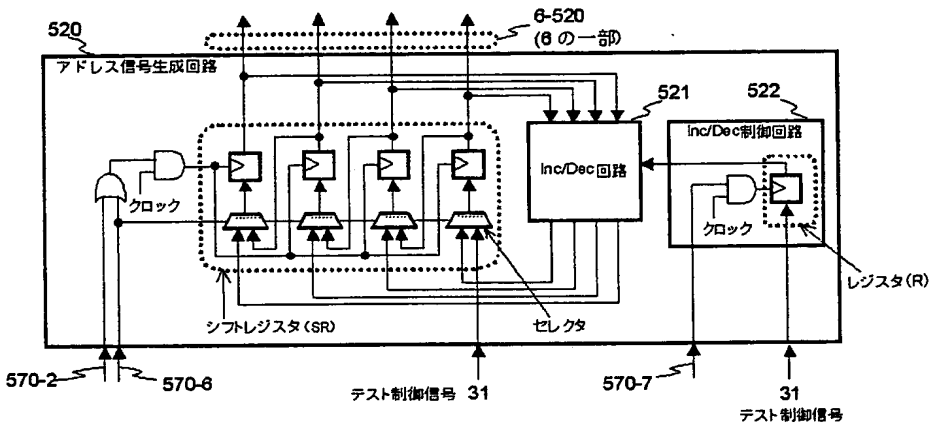 6-520
(6 の一部)
520
アドレス信号生成回路
521
522
Inc/Dec回路
Inc/Dec制御回路
クロック
クロック
レジスタ(R)
シフトレジスタ(SR)
セレクタ
570-2
570-6
テスト制御信号 31
570-7
31
テスト制御信号